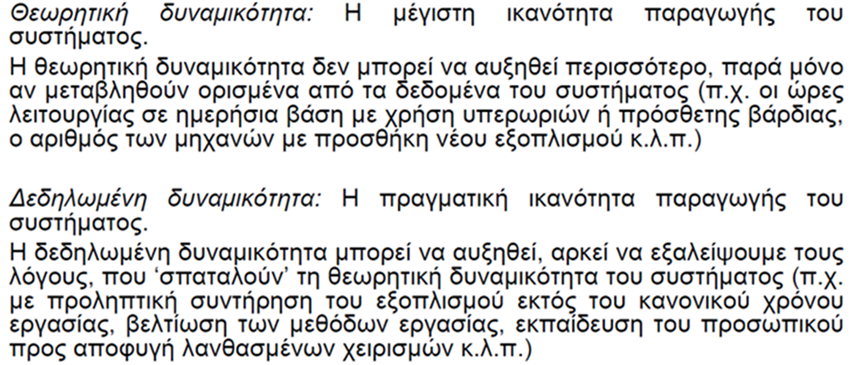 Θεωρητική δυναμικότητα: Η μέγιστη ικανότητα παραγωγής του
συστήματος.
Η θεωρητική δυναμικότητα δεν μπορεί να αυξηθεί περισσότερο, παρά μόνο
αν μεταβληθούν ορισμένα από τα δεδομένα του συστήματος (π.χ. οι ώρες
λειτουργίας σε ημερήσια βάση με χρήση υπερωριών ή πρόσθετης βάρδιας,
ο αριθμός των μηχανών με προσθήκη νέου εξοπλισμού κ.λ.π.)
Δεδηλωμένη δυναμικότητα: Η πραγματική ικανότητα παραγωγής του
συστήματος.
Η δεδηλωμένη δυναμικότητα μπορεί να αυξηθεί, αρκεί να εξαλείψουμε τους
λόγους, που ‘σπαταλούν’ τη θεωρητική δυναμικότητα του συστήματος (π.χ.
με προληπτική συντήρηση του εξοπλισμού εκτός του κανονικού χρόνου
εργασίας, βελτίωση των μεθόδων εργασίας, εκπαίδευση του προσωπικού
προς αποφυγή λανθασμένων χειρισμών κ.λ.π.)